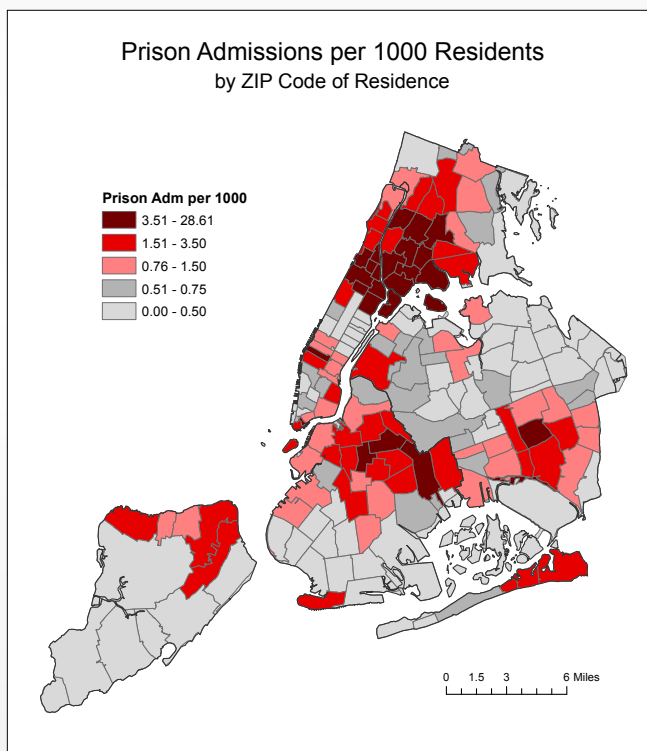 Prison Admissions per 1000 Residents
by ZIP Code of Residence
Prison Adm per 1000
3.51 - 28.61
1.51 - 3.50
0.76 - 1.50
0.51 - 0.75
0.00 - 0.50
0 1.5 3 6 Miles